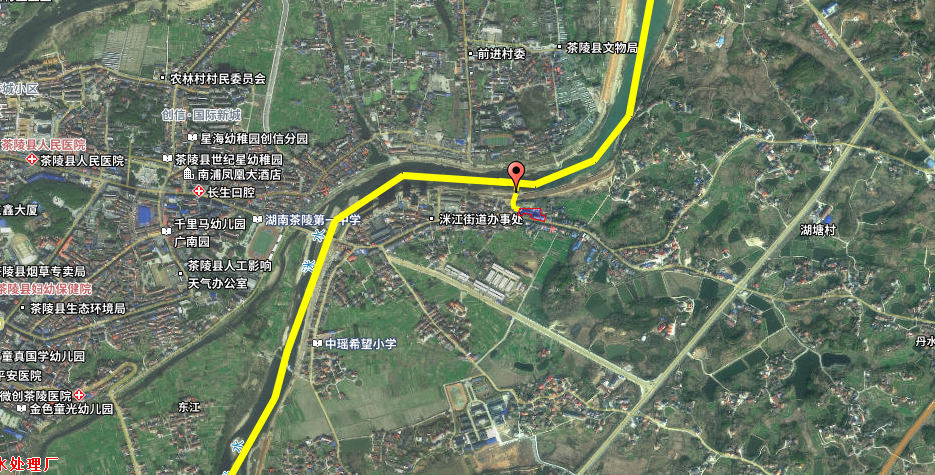 前进村委
茶陵县文物局
农林村村民委员会
城小区
创信·国际新城
星海幼稚园创信分园
茶陵县人民医院
茶陵县人民医院
茶陵县世纪星幼稚园
南浦凤凰大酒店
长生口腔
鑫大厦
千里马幼儿园
广南园
湖南茶陵第一中学
洣江街道办事处
湖塘村
水
茶陵县烟草专卖局
茶陵县人工影响
天气办公室
茶陵县妇幼保健院
茶陵县生态环境局
中瑶希望小学
丹水
童真国学幼儿园
平安医院
微创茶陵医院
金色童光幼儿园
东江
水
水处理厂